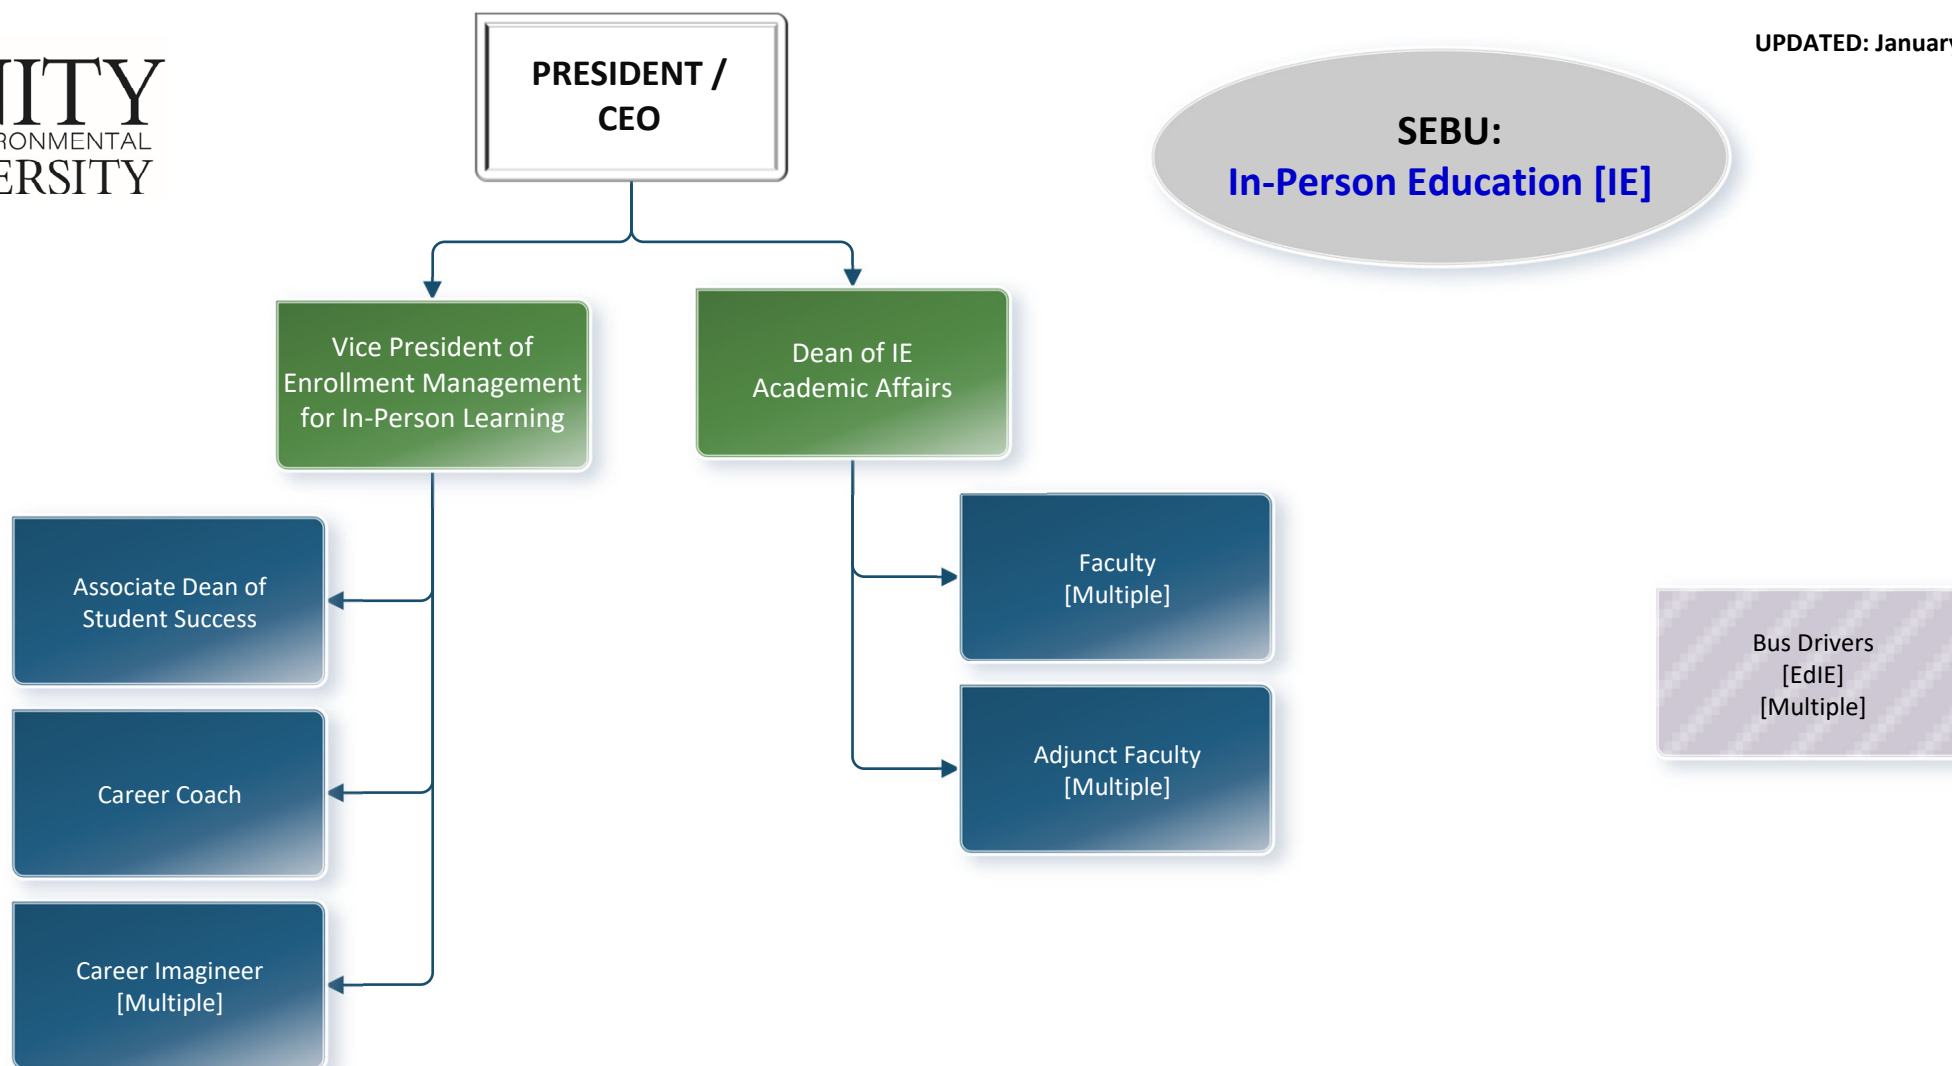 NITY
RONMENTAL
ERSITY
PRESIDENT /
CEO
UPDATED: January
SEBU:
In-Person Education [IE]
Vice President of
Enrollment Management
for In-Person Learning
Dean of IE
Academic Affairs
Associate Dean of
Student Success
Faculty
[Multiple]
Bus Drivers
[EdIE]
[Multiple]
Career Coach
Adjunct Faculty
[Multiple]
Career Imagineer
[Multiple]